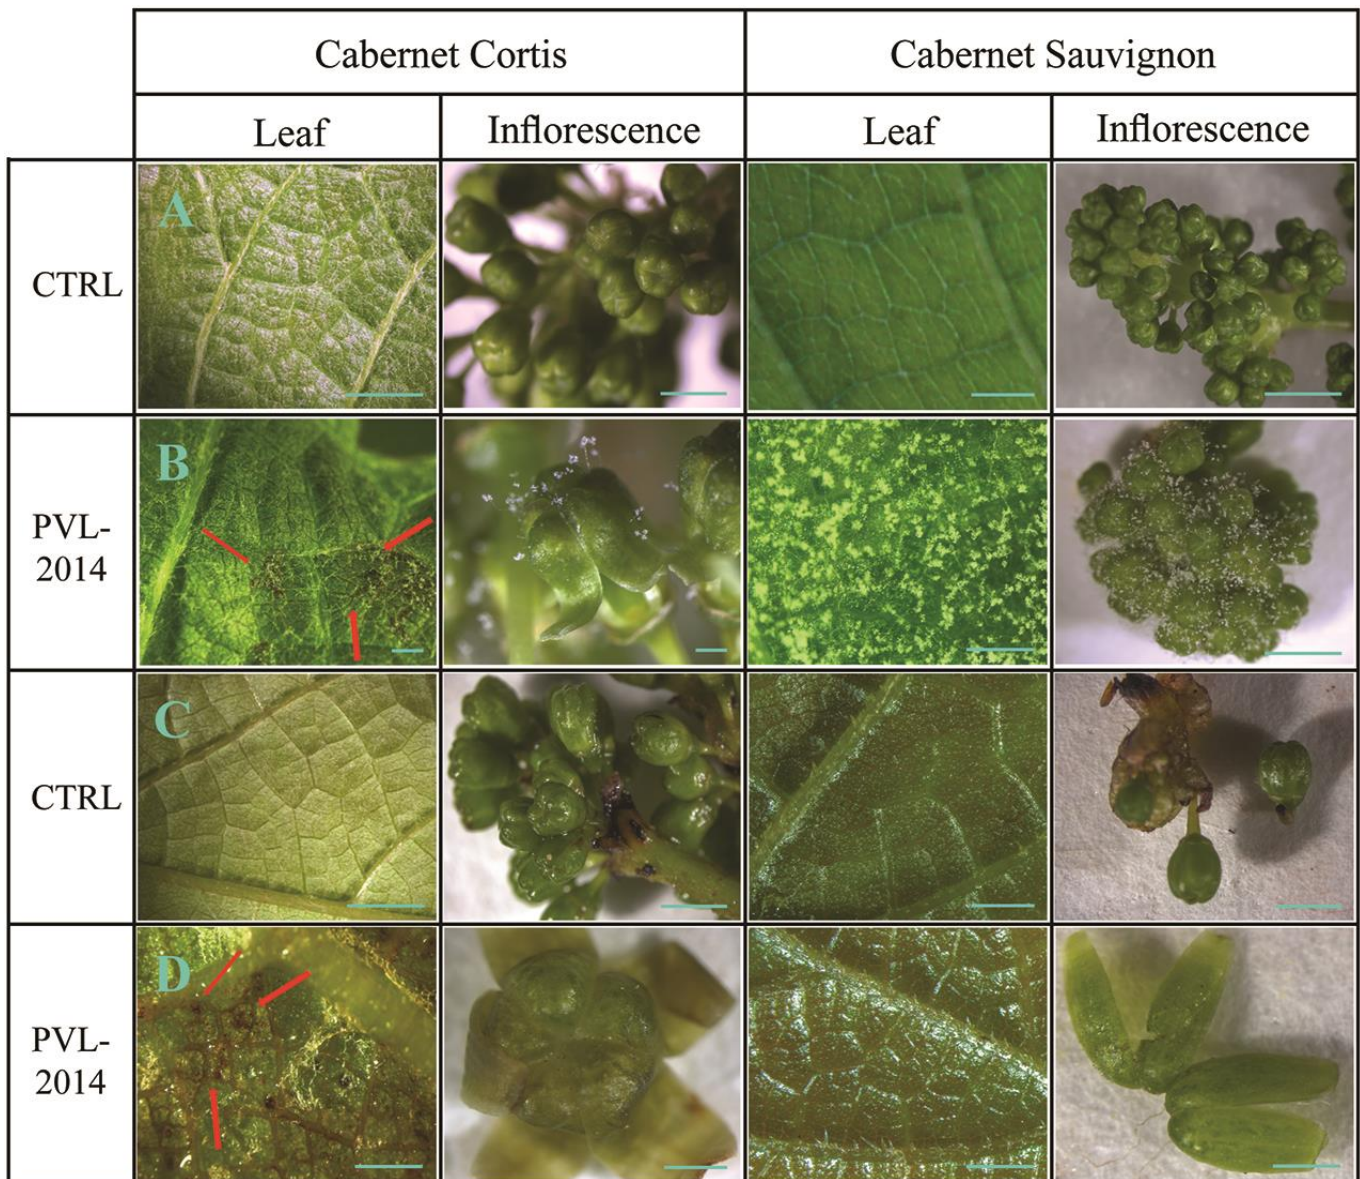 Cabernet Cortis
Cabernet Sauvignon
Leaf
Inflorescence
Leaf
Inflorescence
CTRL
A
PVL-
2014
B
CTRL
C
PVL-
2014
D